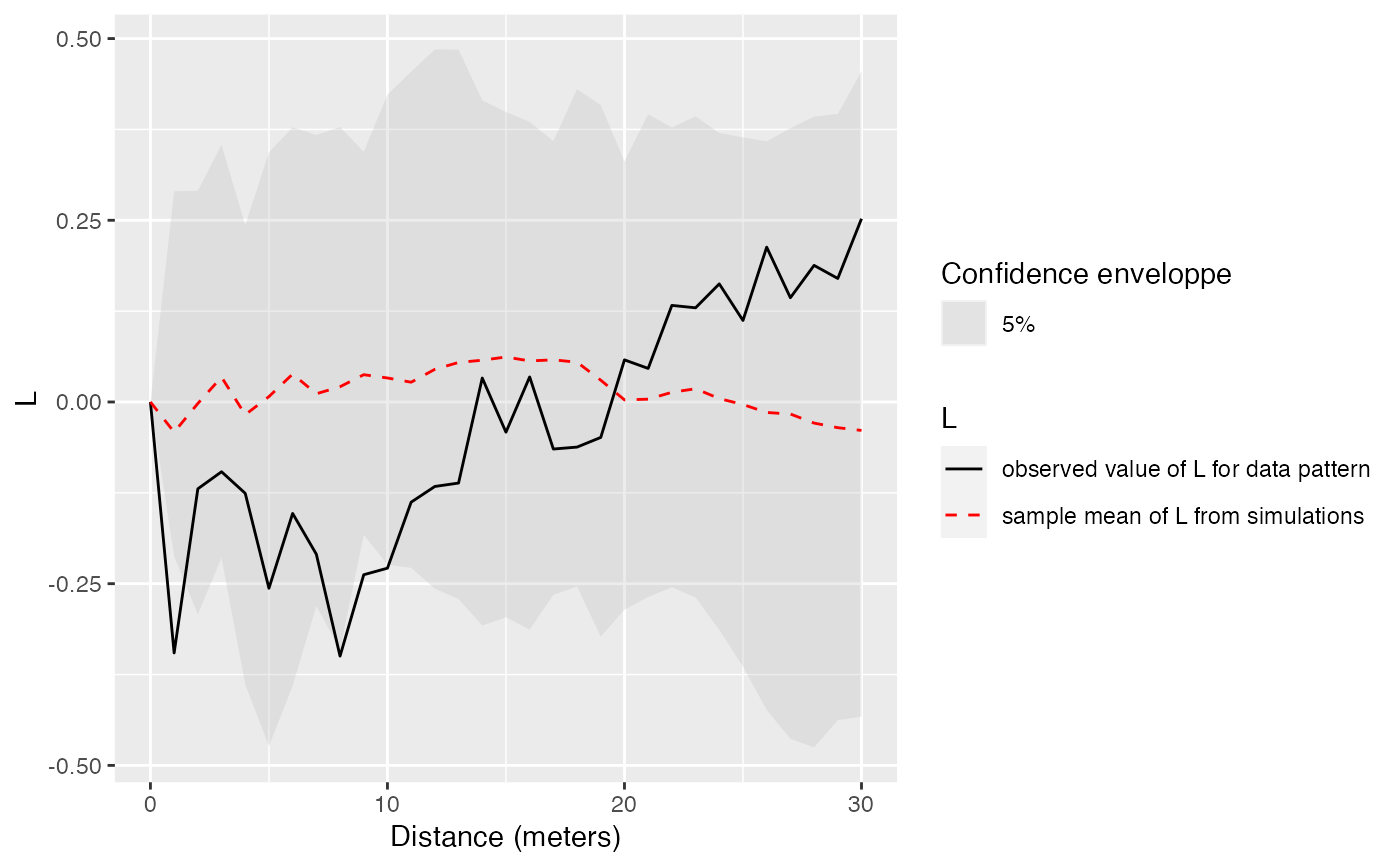 0.50
0.25
0.00
-0.25
-0.50
L
0
10
20
30
Distance (meters)
Confidence enveloppe
5%
L
observed value of L for data pattern
sample mean of L from simulations